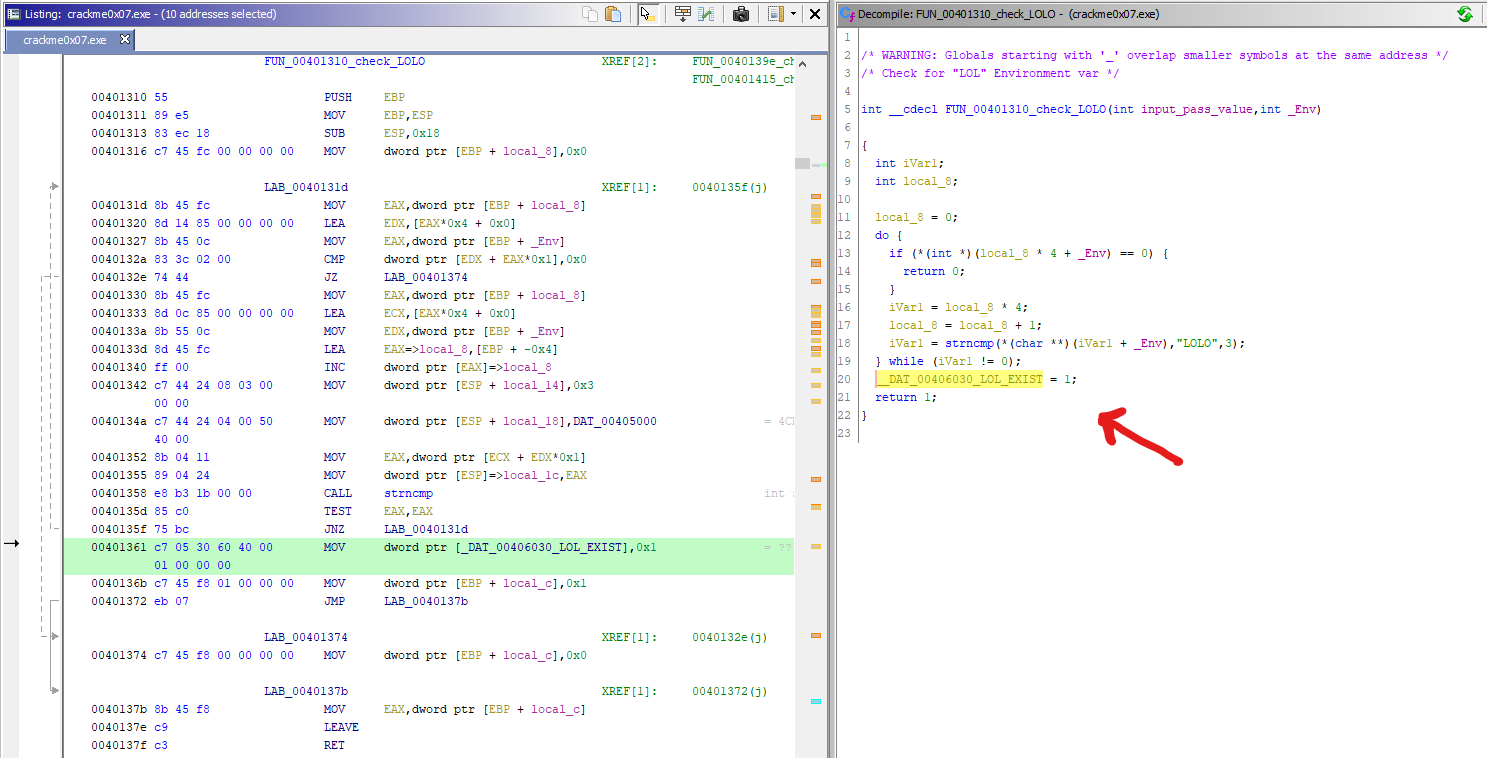 Listing: crackme0x07.exe - (10 addresses selected)
crackme0x07.exe
FUN_00401310_check_LOLO XREF[2]: FUN_0040139e_ch
FUN_00401415_ch
00401310 55 PUSH EBP
00401311 89 e5 MOV EBP,ESP
00401313 83 ec 18 SUB ESP,0x18
00401316 c7 45 fc 00 00 00 00 MOV dword ptr [EBP + local_8],0x0
LAB_0040131d XREF[1]: 0040135f(j)
0040131d 8b 45 fc MOV EAX,dword ptr [EBP + local_8]
00401320 8d 14 85 00 00 00 00 LEA EDX,[EAX*0x4 + 0x0]
00401327 8b 45 0c MOV EAX,dword ptr [EBP + _Env]
0040132a 83 3c 02 00 CMP dword ptr [EDX + EAX*0x1],0x0
0040132e 74 44 JZ LAB_00401374
00401330 8b 45 fc MOV EAX,dword ptr [EBP + local_8]
00401333 8d 0c 85 00 00 00 00 LEA ECX,[EAX*0x4 + 0x0]
0040133a 8b 55 0c MOV EDX,dword ptr [EBP + _Env]
0040133d 8d 45 fc LEA EAX=>local_8,[EBP + -0x4]
00401340 ff 00 INC dword ptr [EAX]=>local_8
00401342 c7 44 24 08 03 00 MOV dword ptr [ESP + local_14],0x3
00 00
0040134a c7 44 24 04 00 50 MOV dword ptr [ESP + local_18],DAT_00405000 = 4C
40 00
00401352 8b 04 11 MOV EAX,dword ptr [ECX + EDX*0x1]
00401355 89 04 24 MOV dword ptr [ESP]=>local_1c,EAX
00401358 e8 b3 1b 00 00 CALL strncmp int
0040135d 85 c0 TEST EAX,EAX
0040135f 75 bc JNZ LAB_0040131d
00401361 c7 05 30 60 40 00 MOV dword ptr [_DAT_00406030_LOL_EXIST],0x1 = ??
01 00 00 00
0040136b c7 45 f8 01 00 00 00 MOV dword ptr [EBP + local_c],0x1
00401372 eb 07 JMP LAB_0040137b
LAB_00401374 XREF[1]: 0040132e(j)
00401374 c7 45 f8 00 00 00 00 MOV dword ptr [EBP + local_c],0x0
LAB_0040137b XREF[1]: 00401372(j)
0040137b 8b 45 f8 MOV EAX,dword ptr [EBP + local_c]
0040137e c9 LEAVE
0040137f c3 RET
Decompile: FUN_00401310_check_LOLO - (crackme0x07.exe)
1
2 /* WARNING: Globals starting with '_' overlap smaller symbols at the same address */
3 /* Check for "LOL" Environment var */
4
5 int __cdecl FUN_00401310_check_LOLO(int input_pass_value,int _Env)
6
7 {
8 int iVar1;
9 int local_8;
10
11 local_8 = 0;
12 do {
13 if (*(int *)(local_8 * 4 + _Env) == 0) {
14 return 0;
15 }
16 iVar1 = local_8 * 4;
17 local_8 = local_8 + 1;
18 iVar1 = strncmp(*(char **)(iVar1 + _Env),"LOLO",3);
19 } while (iVar1 != 0);
20 __DAT_00406030_LOL_EXIST = 1;
21 return 1;
22 }
23